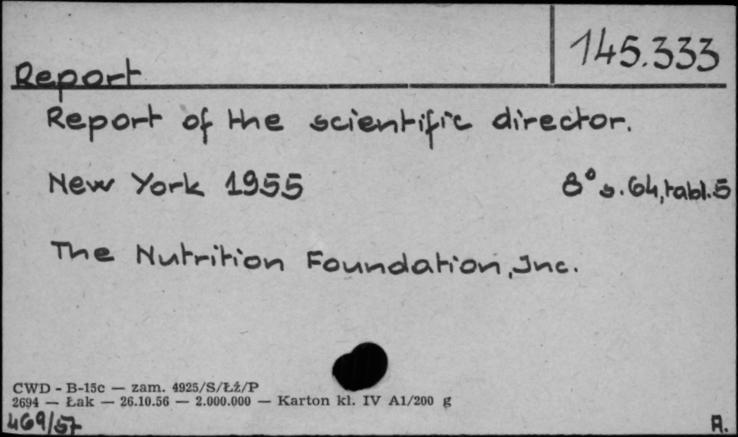 145.333
Report
Report of the scientific director.
New York 1955 8° s. 64, tabl. 5
The Nutrition Foundation, Inc.
CWD - B-15c — zam. 4925/S/Łź/P
2694 — Łak — 26.10.56 — 2.000.000 — Karton kl. IV A1/200 g
469/57 A.